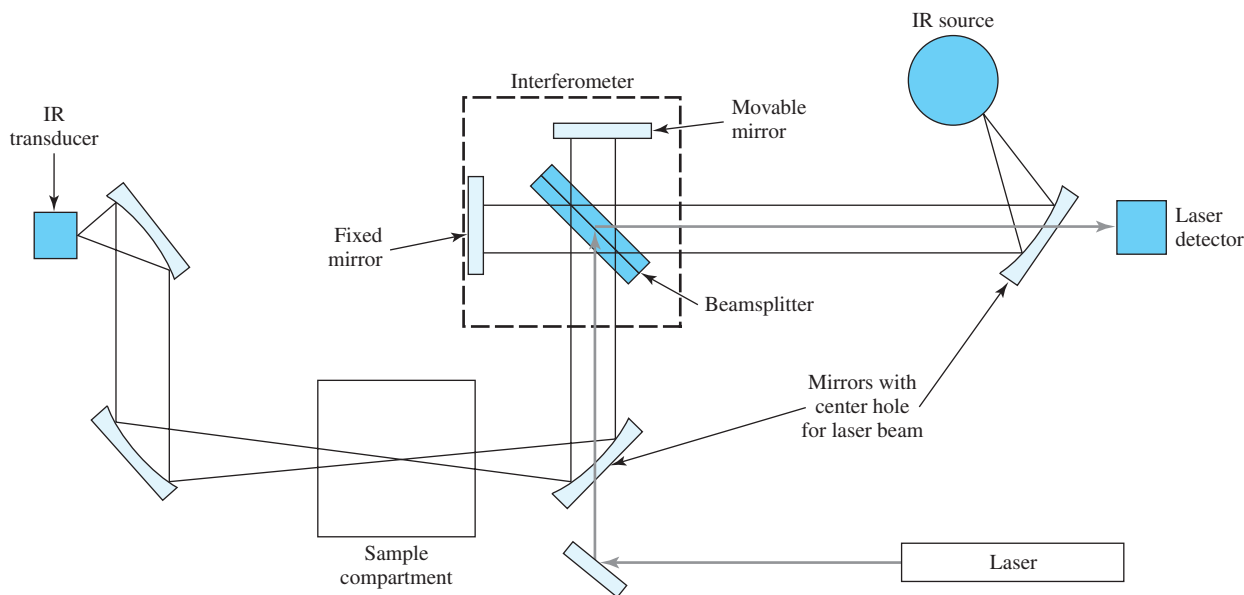 IR source
Interferometer
Movable
mirror
IR
transducer
Fixed
mirror
Laser
detector
Beamsplitter
Mirrors with
center hole
for laser beam
Sample
compartment
Laser